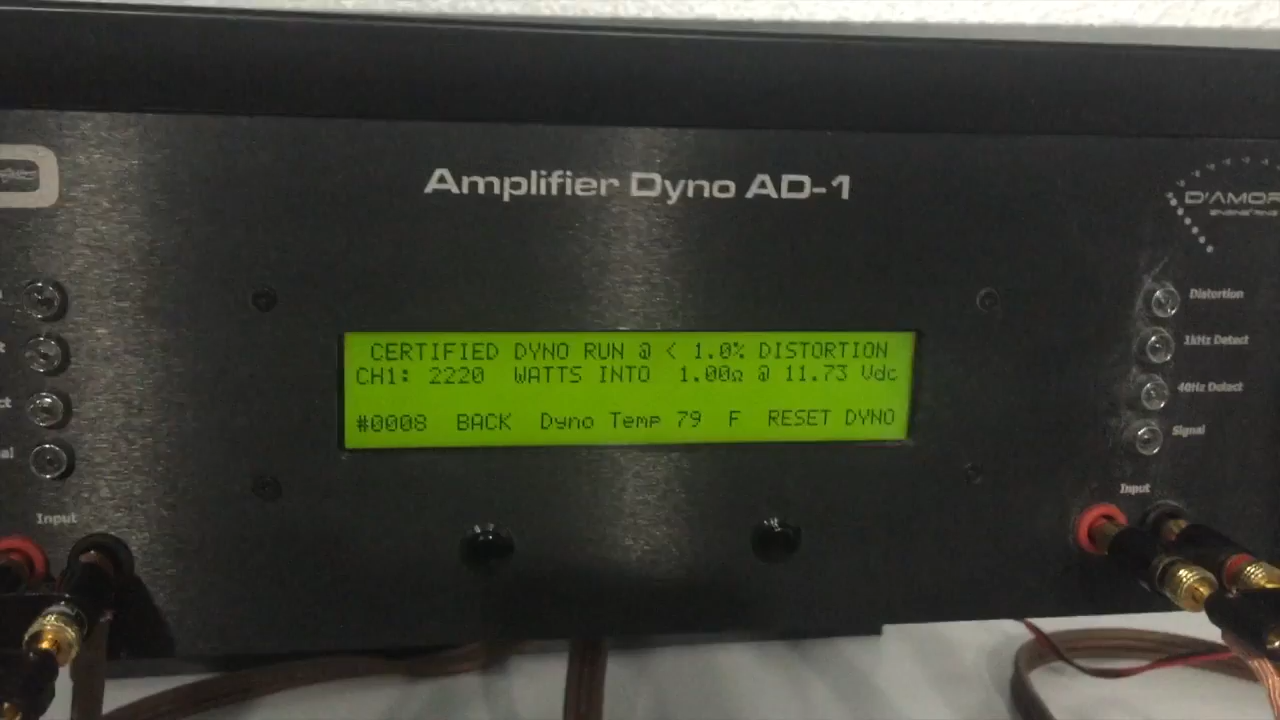 Amplifier Dyno AD-1
D'AMOR
CERTIFIED DYNO RUN @ < 1.0% DISTORTION
CH1: 2220 WATTS INTO 1.00Ω @ 11.73 Vdc
#0008 BACK Dyno Temp 79 F RESET DYNO
Distortion
1kHz Detect
40Hz Detect
Signal
Input
Input